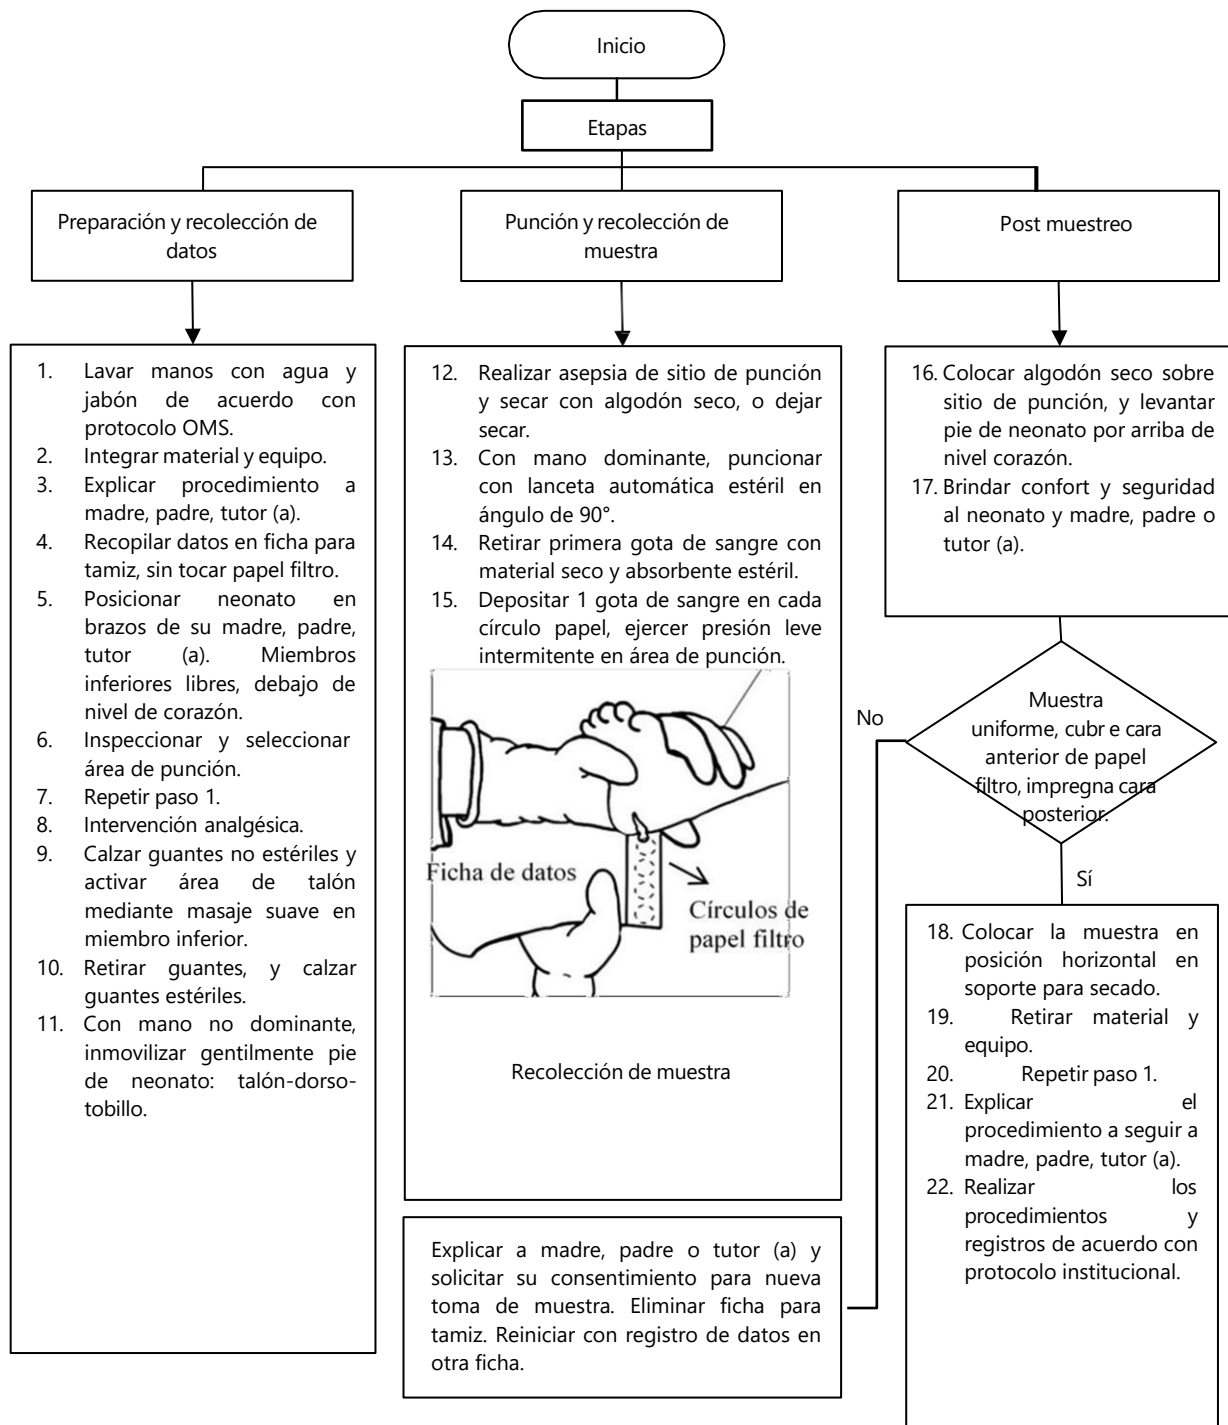 Inicio
Etapas
Preparación y recolección de
datos
Punción y recolección de
muestra
Post muestreo
1. Lavar manos con agua y
jabón de acuerdo con
protocolo OMS.
2. Integrar material y equipo.
3. Explicar procedimiento a
madre, padre, tutor (a).
4. Recopilar datos en ficha para
tamiz, sin tocar papel filtro.
5. Posicionar neonato en
brazos de su madre, padre,
tutor (a). Miembros
inferiores libres, debajo de
nivel de corazón.
6. Inspeccionar y seleccionar
área de punción.
7. Repetir paso 1.
8. Intervención analgésica.
9. Calzar guantes no estériles y
activar área de talón
mediante masaje suave en
miembro inferior.
10. Retirar guantes, y calzar
guantes estériles.
11. Con mano no dominante,
inmovilizar gentilmente pie
de neonato: talón-dorso-
tobillo.
12. Realizar asepsia de sitio de punción
y secar con algodón seco, o dejar
secar.
13. Con mano dominante, puncionar
con lanceta automática estéril en
ángulo de 90°.
14. Retirar primera gota de sangre con
material seco y absorbente estéril.
15. Depositar 1 gota de sangre en cada
círculo papel, ejercer presión leve
intermitente en área de punción.
Ficha de datos
Círculos de
papel filtro
Recolección de muestra
16. Colocar algodón seco sobre
sitio de punción, y levantar
pie de neonato por arriba de
nivel corazón.
17. Brindar confort y seguridad
al neonato y madre, padre o
tutor (a).
Muestra
uniforme, cubr e cara
anterior de papel
filtro, impregna cara
posterior.
No
Sí
Explicar a madre, padre o tutor (a) y
solicitar su consentimiento para nueva
toma de muestra. Eliminar ficha para
tamiz. Reiniciar con registro de datos en
otra ficha.
18. Colocar la muestra en
posición horizontal en
soporte para secado.
19. Retirar material y
equipo.
20. Repetir paso 1.
21. Explicar el
procedimiento a seguir a
madre, padre, tutor (a).
22. Realizar los
procedimientos y
registros de acuerdo con
protocolo institucional.